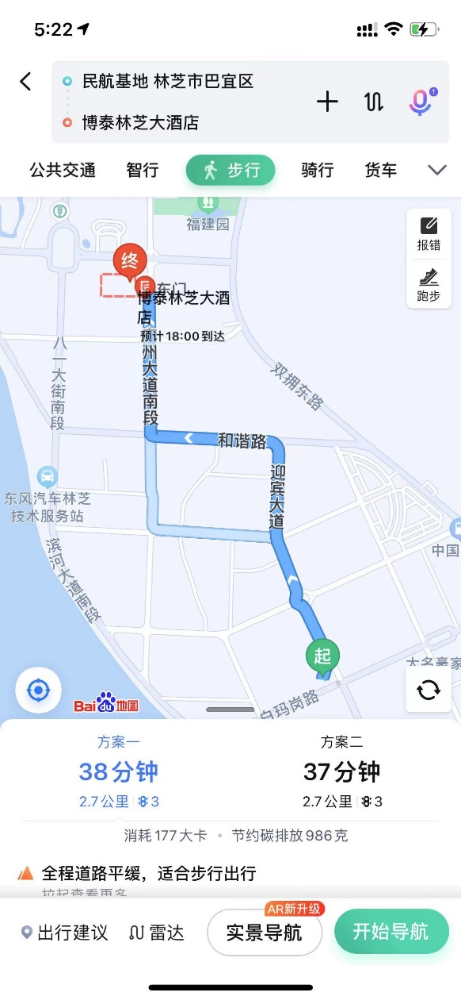 5:22
民航基地 林芝市巴宜区
博泰林芝大酒店
公共交通
智行
步行
骑行
货车
报错
跑步
福建园
终
东门
博泰林芝大酒
店
预计18:00到达
州大道南段
八一大街南段
双拥东路
和谐路
迎宾大道
东风汽车林芝
技术服务站
滨河大道南段
中国
起
大名豪家
白玛岗路
Bai du 地图
方案一
38分钟
2.7公里 3
方案二
37分钟
2.7公里 3
消耗177大卡 • 节约碳排放986克
全程道路平缓，适合步行出行
拉起查看更多
出行建议
雷达
AR新升级
实景导航
开始导航